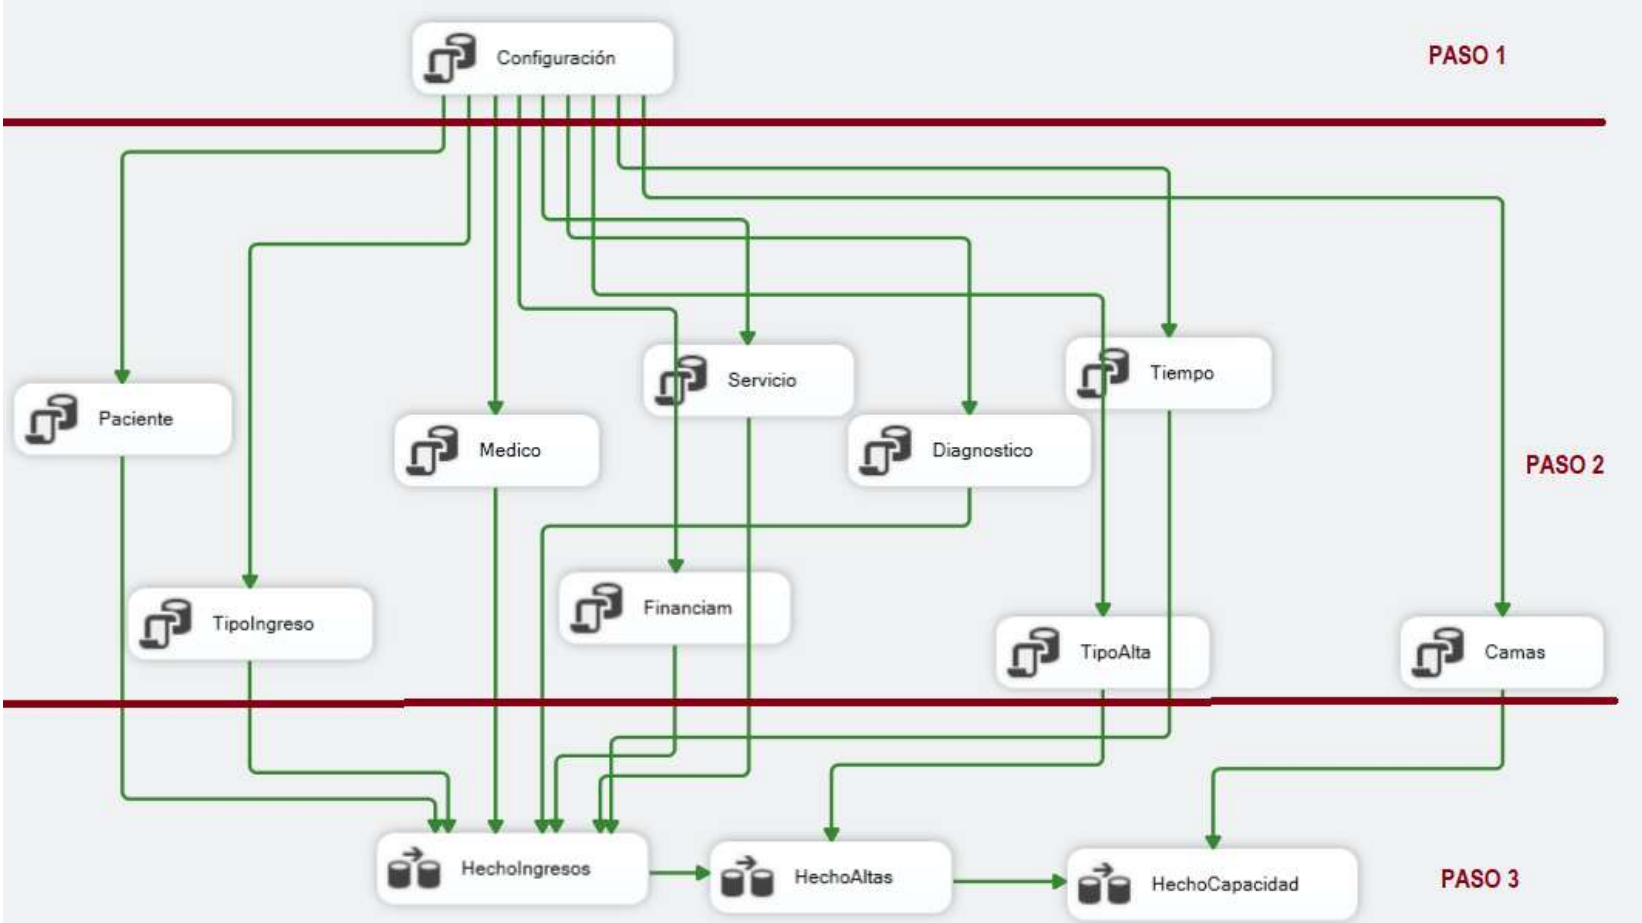 Configuración
PASO 1
Servicio
Tiempo
Paciente
Medico
Diagnostico
PASO 2
TipoIngreso
Financiam
TipoAlta
Camas
HechoIngresos
HechoAltas
HechoCapacidad
PASO 3